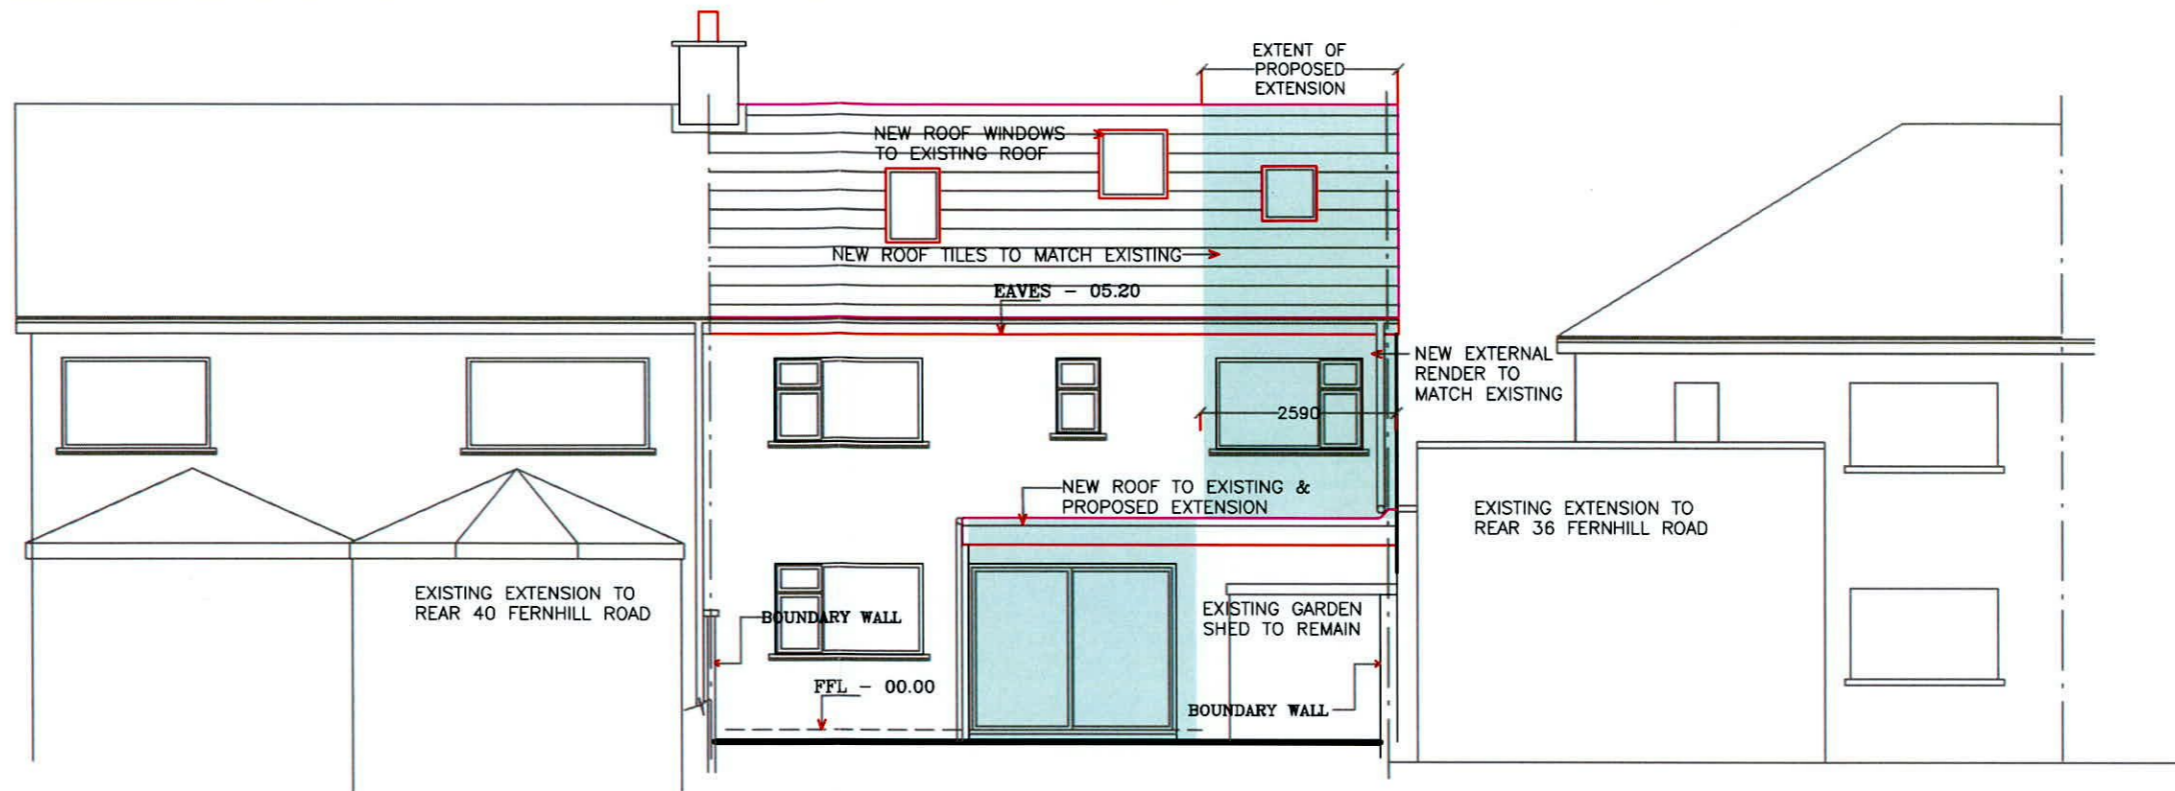 EXTENT OF
PROPOSED
EXTENSION
NEW ROOF WINDOWS
TO EXISTING ROOF
NEW ROOF TILES TO MATCH EXISTING
EAVES - 05.20
NEW EXTERNAL
RENDER TO
MATCH EXISTING
2590
NEW ROOF TO EXISTING &
PROPOSED EXTENSION
EXISTING EXTENSION TO
REAR 36 FERNHILL ROAD
EXISTING EXTENSION TO
REAR 40 FERNHILL ROAD
BOUNDARY WALL
EXISTING GARDEN
SHED TO REMAIN
FFL - 00.00
BOUNDARY WALL